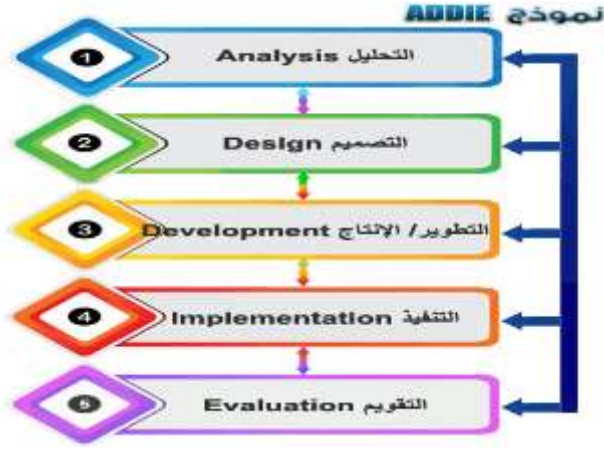 نموذج ADDIE
1 التحليل Analysis
2 التصميم Design
3 التطوير/ الإنتاج Development
4 التنفيذ Implementation
5 التقويم Evaluation